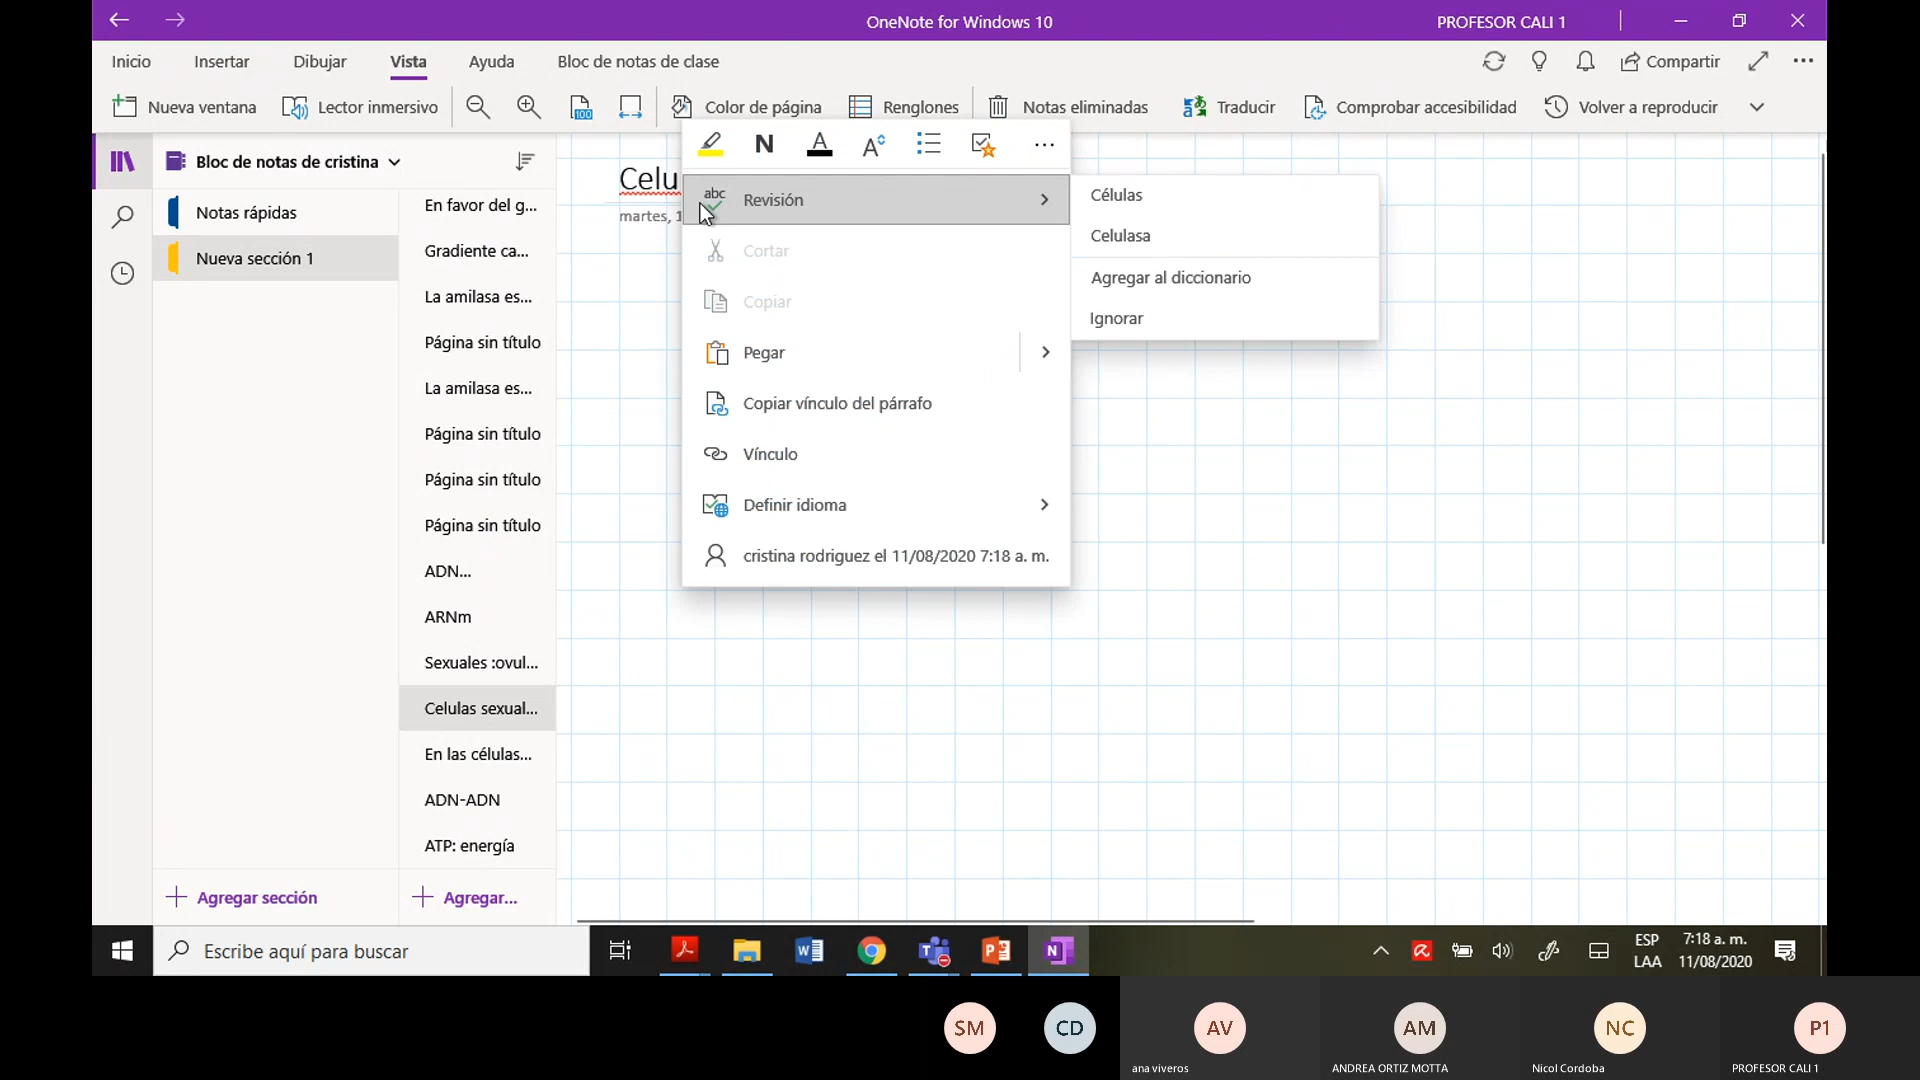 OneNote for Windows 10
PROFESOR CALI 1
Inicio
Insertar
Dibujar
Vista
Ayuda
Bloc de notas de clase
Compartir
Nueva ventana
Lector inmersivo
100
Color de página
Renglones
Notas eliminadas
Traducir
Comprobar accesibilidad
Volver a reproducir
Bloc de notas de cristina
Notas rápidas
Nueva sección 1
Agregar sección
En favor del g...
Gradiente ca...
La amilasa es...
Página sin título
La amilasa es...
Página sin título
Página sin título
Página sin título
ADN...
ARNm
Sexuales :ovul...
Celulas sexual...
En las células...
ADN-ADN
ATP: energía
Agregar...
Celu
martes, 1
N
A
A
abc
Revisión
Cortar
Copiar
Pegar
Copiar vínculo del párrafo
Vínculo
Definir idioma
cristina rodriguez el 11/08/2020 7:18 a. m.
Células
Celulasa
Agregar al diccionario
Ignorar
Escribe aquí para buscar
ESP
LAA
7:18 a. m.
11/08/2020
SM
CD
AV
ana viveros
AM
ANDREA ORTIZ MOTTA
NC
Nicol Cordoba
P1
PROFESOR CALI 1